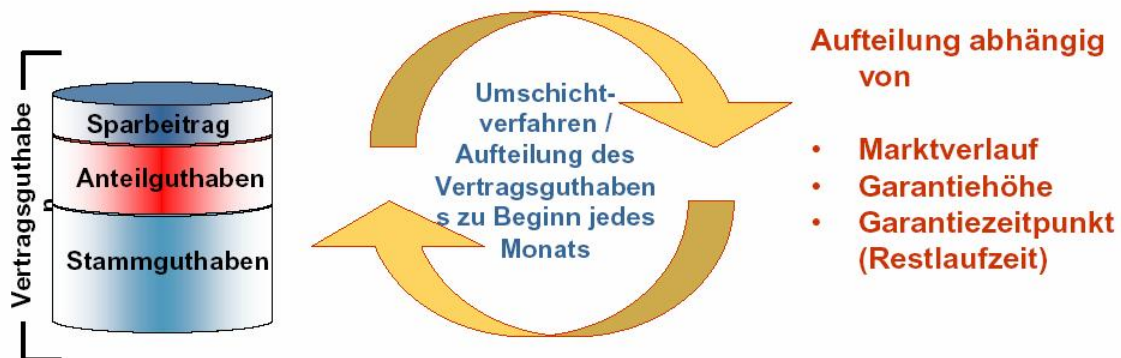 Vertragsguthabe
n
Sparbeitrag
Anteilguthaben
Stammguthaben
Umschicht-
verfahren /
Aufteilung des
Vertragsguthaben
s zu Beginn jedes
Monats
Aufteilung abhängig
von
• Marktverlauf
• Garantiehöhe
• Garantiezeitpunkt
(Restlaufzeit)